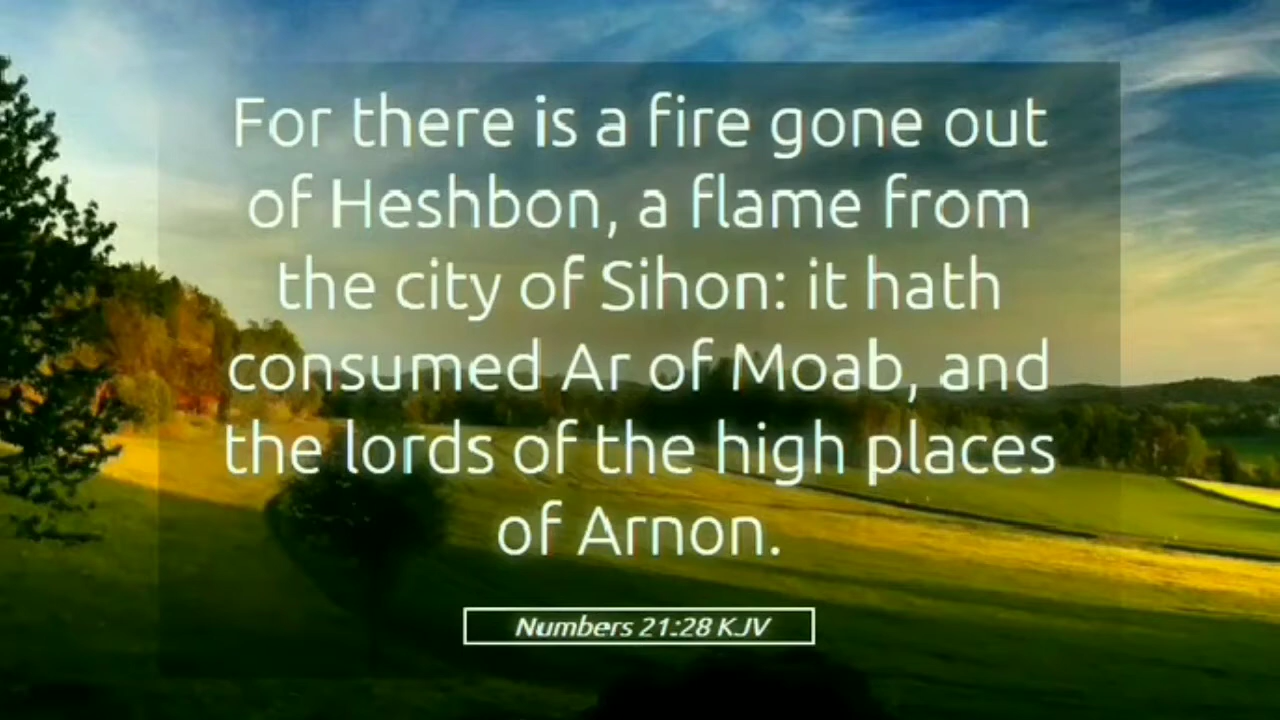 For there is a fire gone out
of Heshbon, a flame from
the city of Sihon: it hath
consumed Ar of Moab, and
the lords of the high places
of Arnon.
Numbers 21:28 KJV